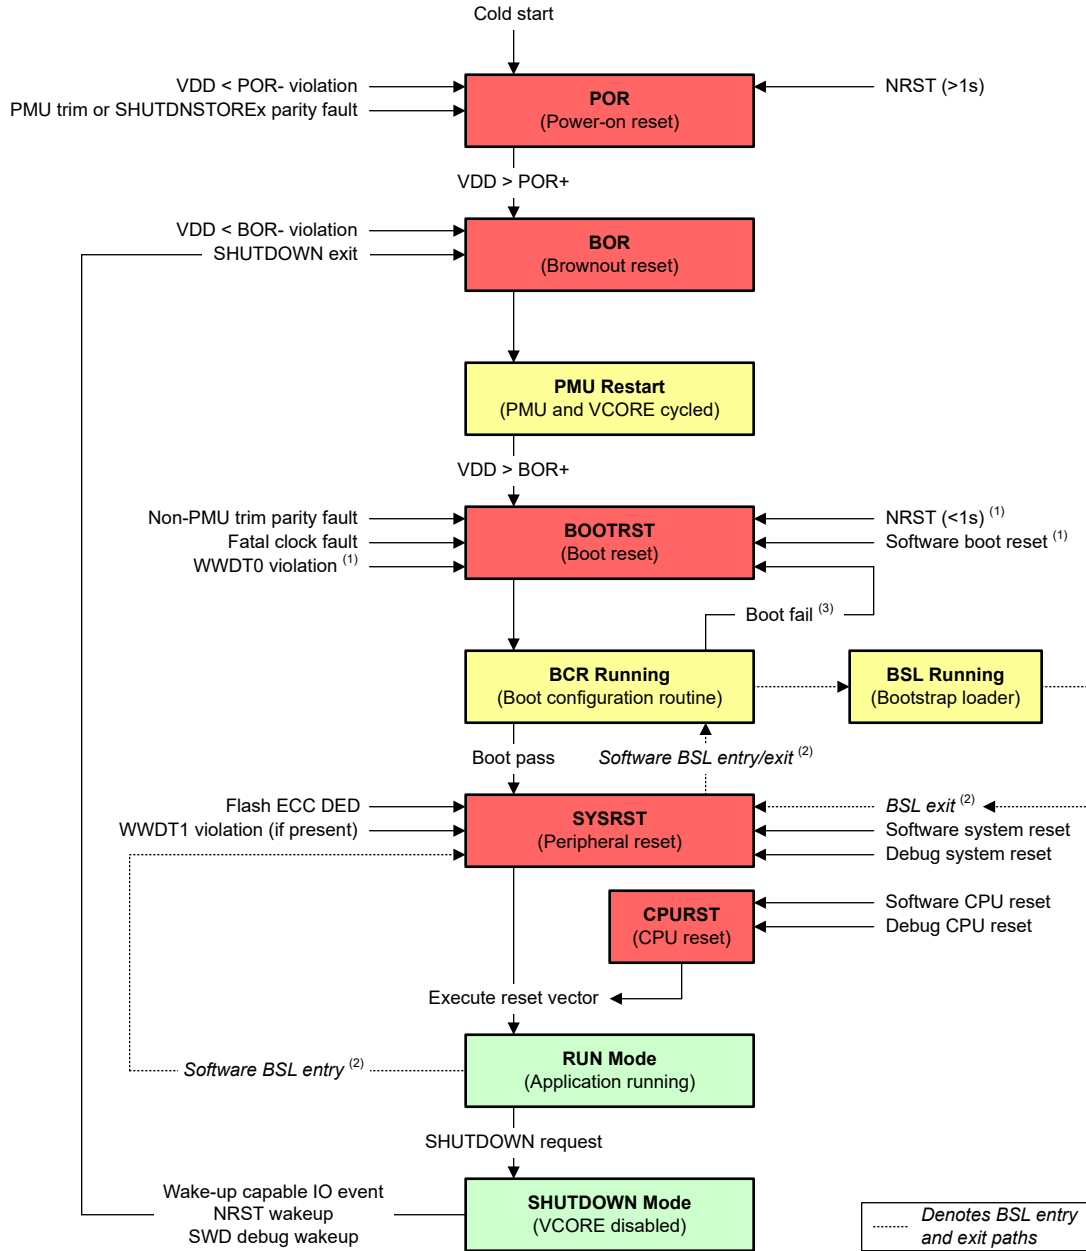 Cold start
VDD < POR- violation
PMU trim or SHUTDNSTOREx parity fault
POR
(Power-on reset)
NRST (>1s)
VDD > POR+
VDD < BOR- violation
SHUTDOWN exit
BOR
(Brownout reset)
PMU Restart
(PMU and VCORE cycled)
VDD > BOR+
Non-PMU trim parity fault
Fatal clock fault
WWDT0 violation (1)
BOOTRST
(Boot reset)
NRST (<1s) (1)
Software boot reset (1)
Boot fail (3)
BCR Running
(Boot configuration routine)
BSL Running
(Bootstrap loader)
Boot pass
Software BSL entry/exit (2)
Flash ECC DED
WWDT1 violation (if present)
SYSRST
(Peripheral reset)
BSL exit (2)
Software system reset
Debug system reset
CPURST
(CPU reset)
Software CPU reset
Debug CPU reset
Execute reset vector
RUN Mode
(Application running)
Software BSL entry (2)
SHUTDOWN request
Wake-up capable IO event
NRST wakeup
SWD debug wakeup
SHUTDOWN Mode
(VCORE disabled)
Denotes BSL entry
and exit paths